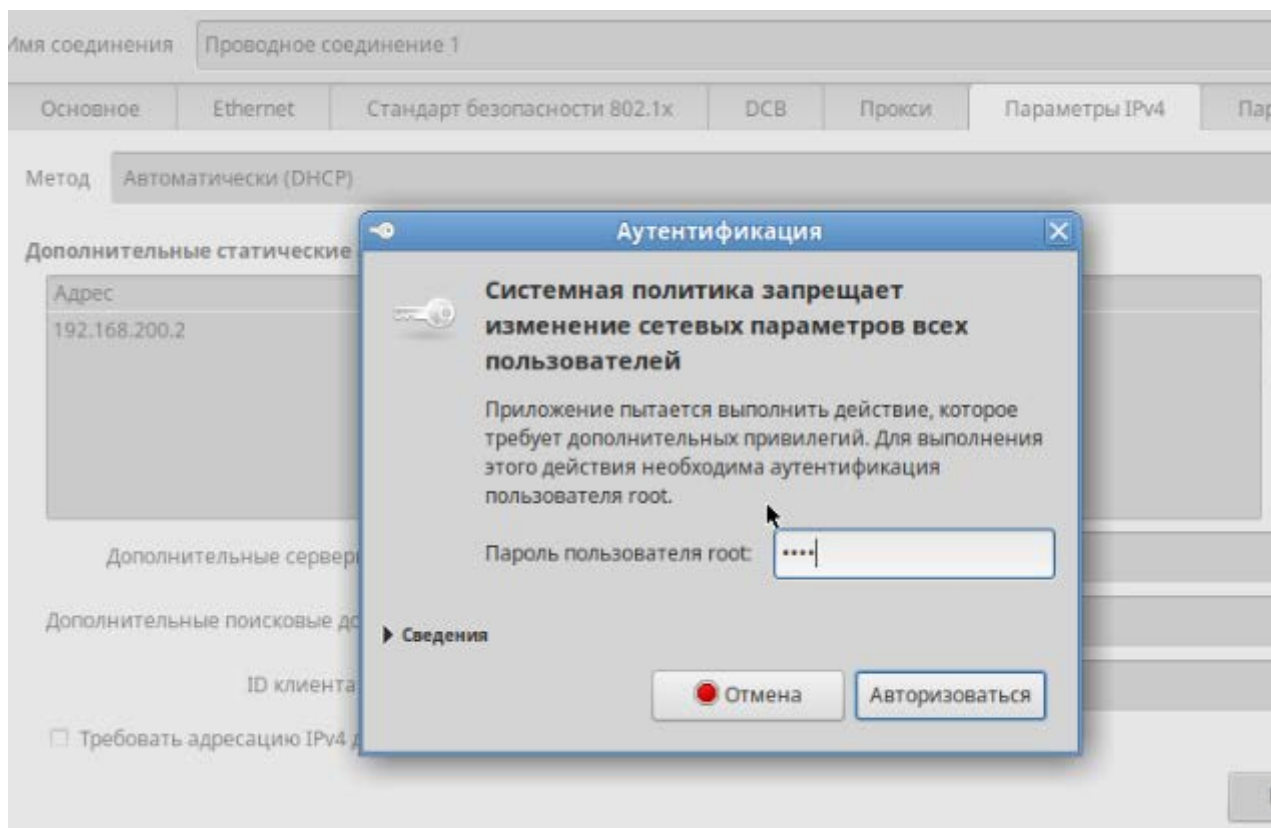 Имя соединения Проводное соединение 1
Основное Ethernet Стандарт безопасности 802.1x DCB Прокси Параметры IPv4
Метод Автоматически (DHCP)
Дополнительные статические
Адрес
192.168.200.2
Аутентификация
Системная политика запрещает
изменение сетевых параметров всех
пользователей
Приложение пытается выполнить действие, которое
требует дополнительных привилегий. Для выполнения
этого действия необходима аутентификация
пользователя root.
Пароль пользователя root: ••••
Сведения
Отмена Авторизоваться
Дополнительные
Дополнительные поисковые
ID клиента
Требовать адресацию IPv4